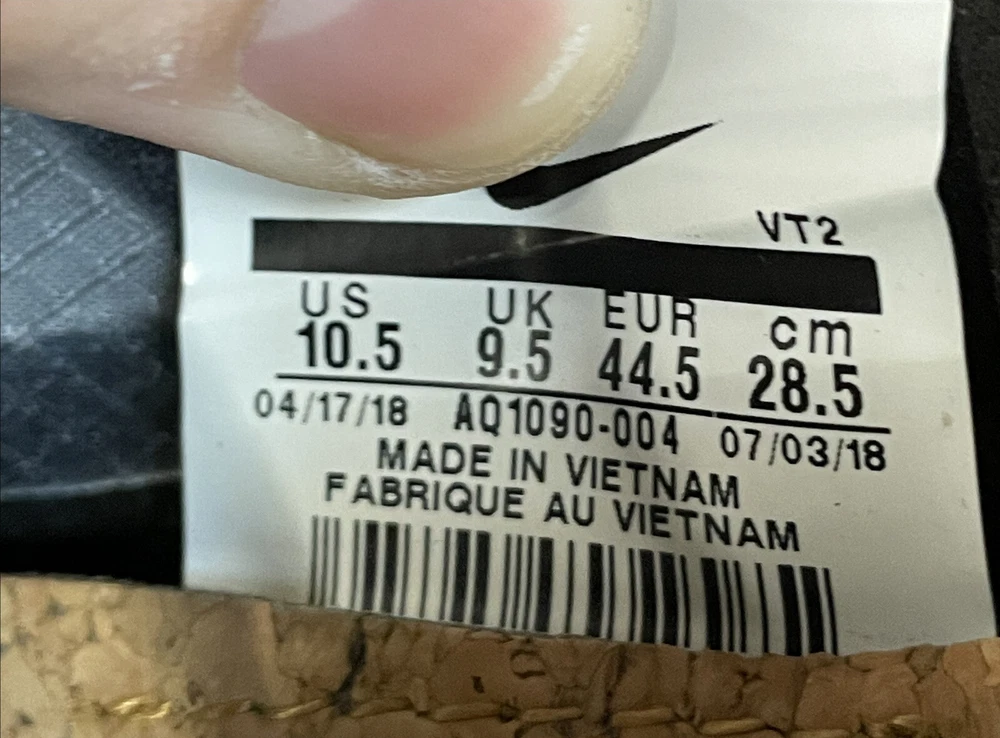 VT2
US UK EUR cm
10.5 9.5 44.5 28.5
04/17/18 AQ1090-004 07/03/18
MADE IN VIETNAM
FABRIQUE AU VIETNAM